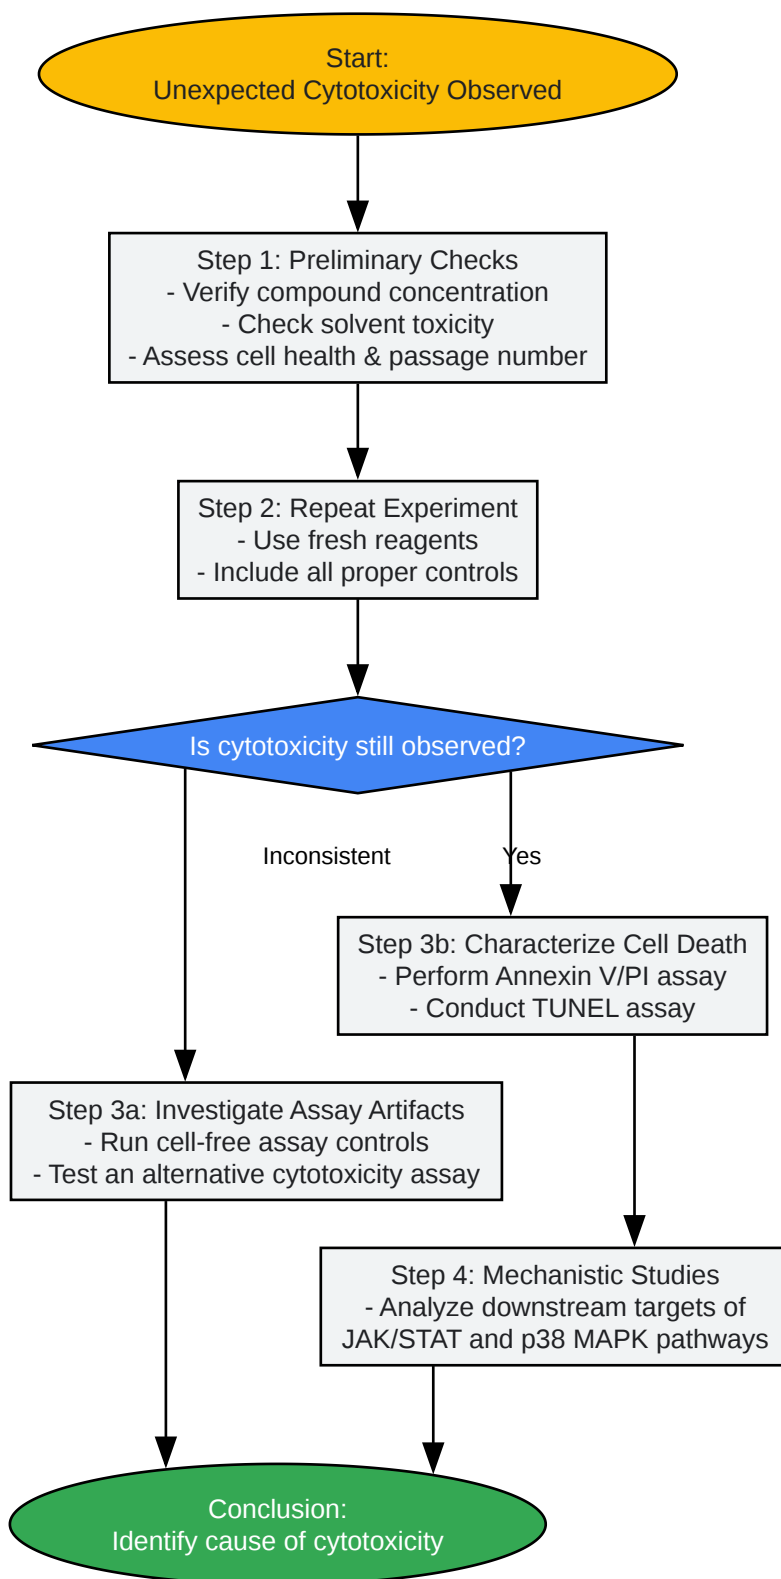 Start:
Unexpected Cytotoxicity Observed
Step 1: Preliminary Checks
- Verify compound concentration
- Check solvent toxicity
- Assess cell health & passage number
Step 2: Repeat Experiment
- Use fresh reagents
- Include all proper controls
Is cytotoxicity still observed?
Inconsistent
Yes
Step 3b: Characterize Cell Death
- Perform Annexin V/PI assay
- Conduct TUNEL assay
Step 3a: Investigate Assay Artifacts
- Run cell-free assay controls
- Test an alternative cytotoxicity assay
Step 4: Mechanistic Studies
- Analyze downstream targets of
JAK/STAT and p38 MAPK pathways
Conclusion:
Identify cause of cytotoxicity